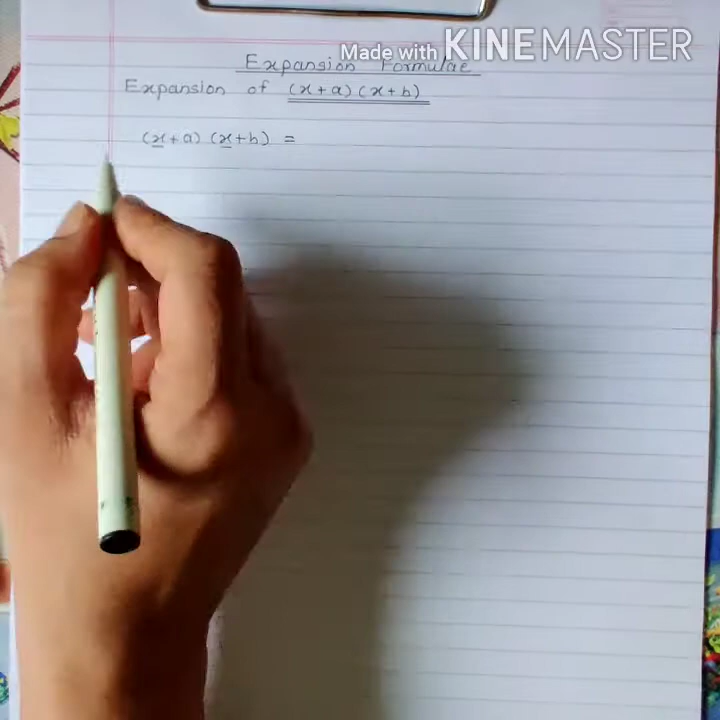 Made with KINEMASTER
Expansion Formulae
Expansion of (x+a) (x+b)
(x+a) (x+b) =